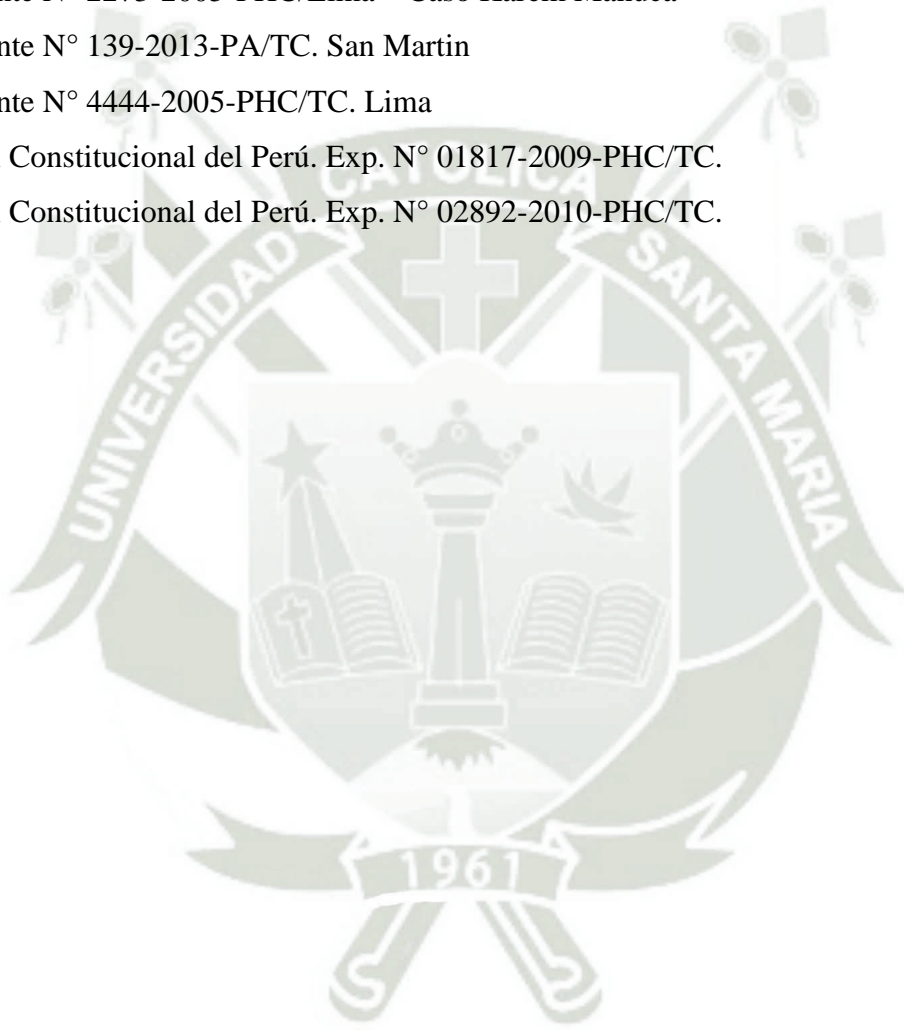 nte N° 139-2013-PA/TC. San Martin
nte N° 4444-2005-PHC/TC. Lima
Constitucional del Perú. Exp. N° 01817-2009-PHC/TC.
Constitucional del Perú. Exp. N° 02892-2010-PHC/TC.
UNIVERSIDAD CATOLICA SANTA MARIA
1961